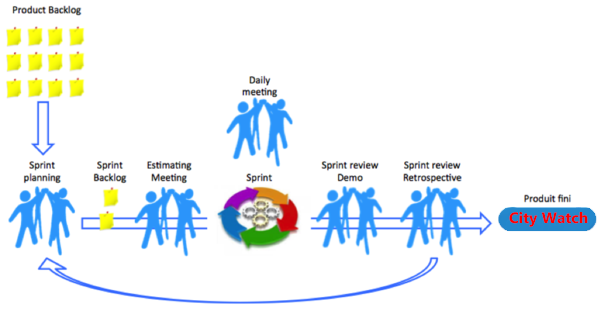 Product Backlog
Daily
meeting
Sprint
planning
Sprint
Backlog
Estimating
Meeting
Sprint
Sprint review
Demo
Sprint review
Retrospective
Produit fini
City Watch